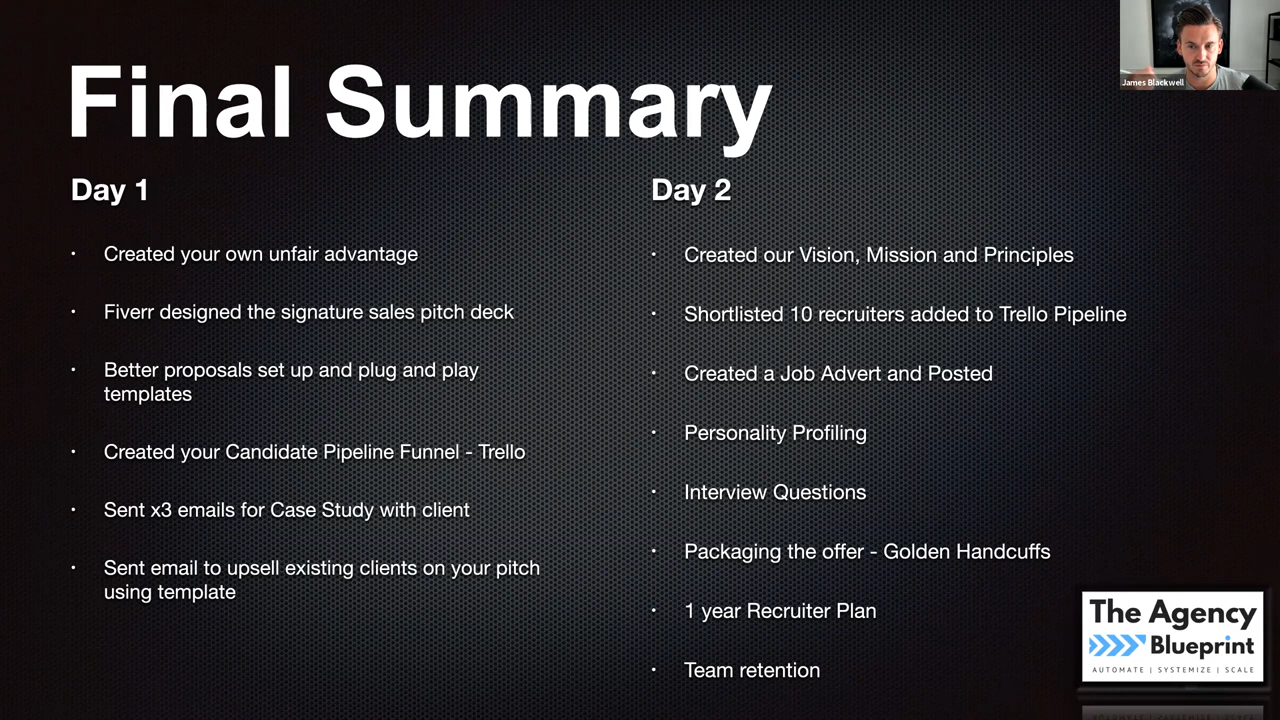 James Blackwell
Final Summary
Day 1
• Created your own unfair advantage
• Fiverr designed the signature sales pitch deck
• Better proposals set up and plug and play
templates
• Created your Candidate Pipeline Funnel - Trello
• Sent x3 emails for Case Study with client
• Sent email to upsell existing clients on your pitch
using template
Day 2
• Created our Vision, Mission and Principles
• Shortlisted 10 recruiters added to Trello Pipeline
• Created a Job Advert and Posted
• Personality Profiling
• Interview Questions
• Packaging the offer - Golden Handcuffs
• 1 year Recruiter Plan
• Team retention
The Agency
Blueprint
AUTOMATE | SYSTEMIZE | SCALE